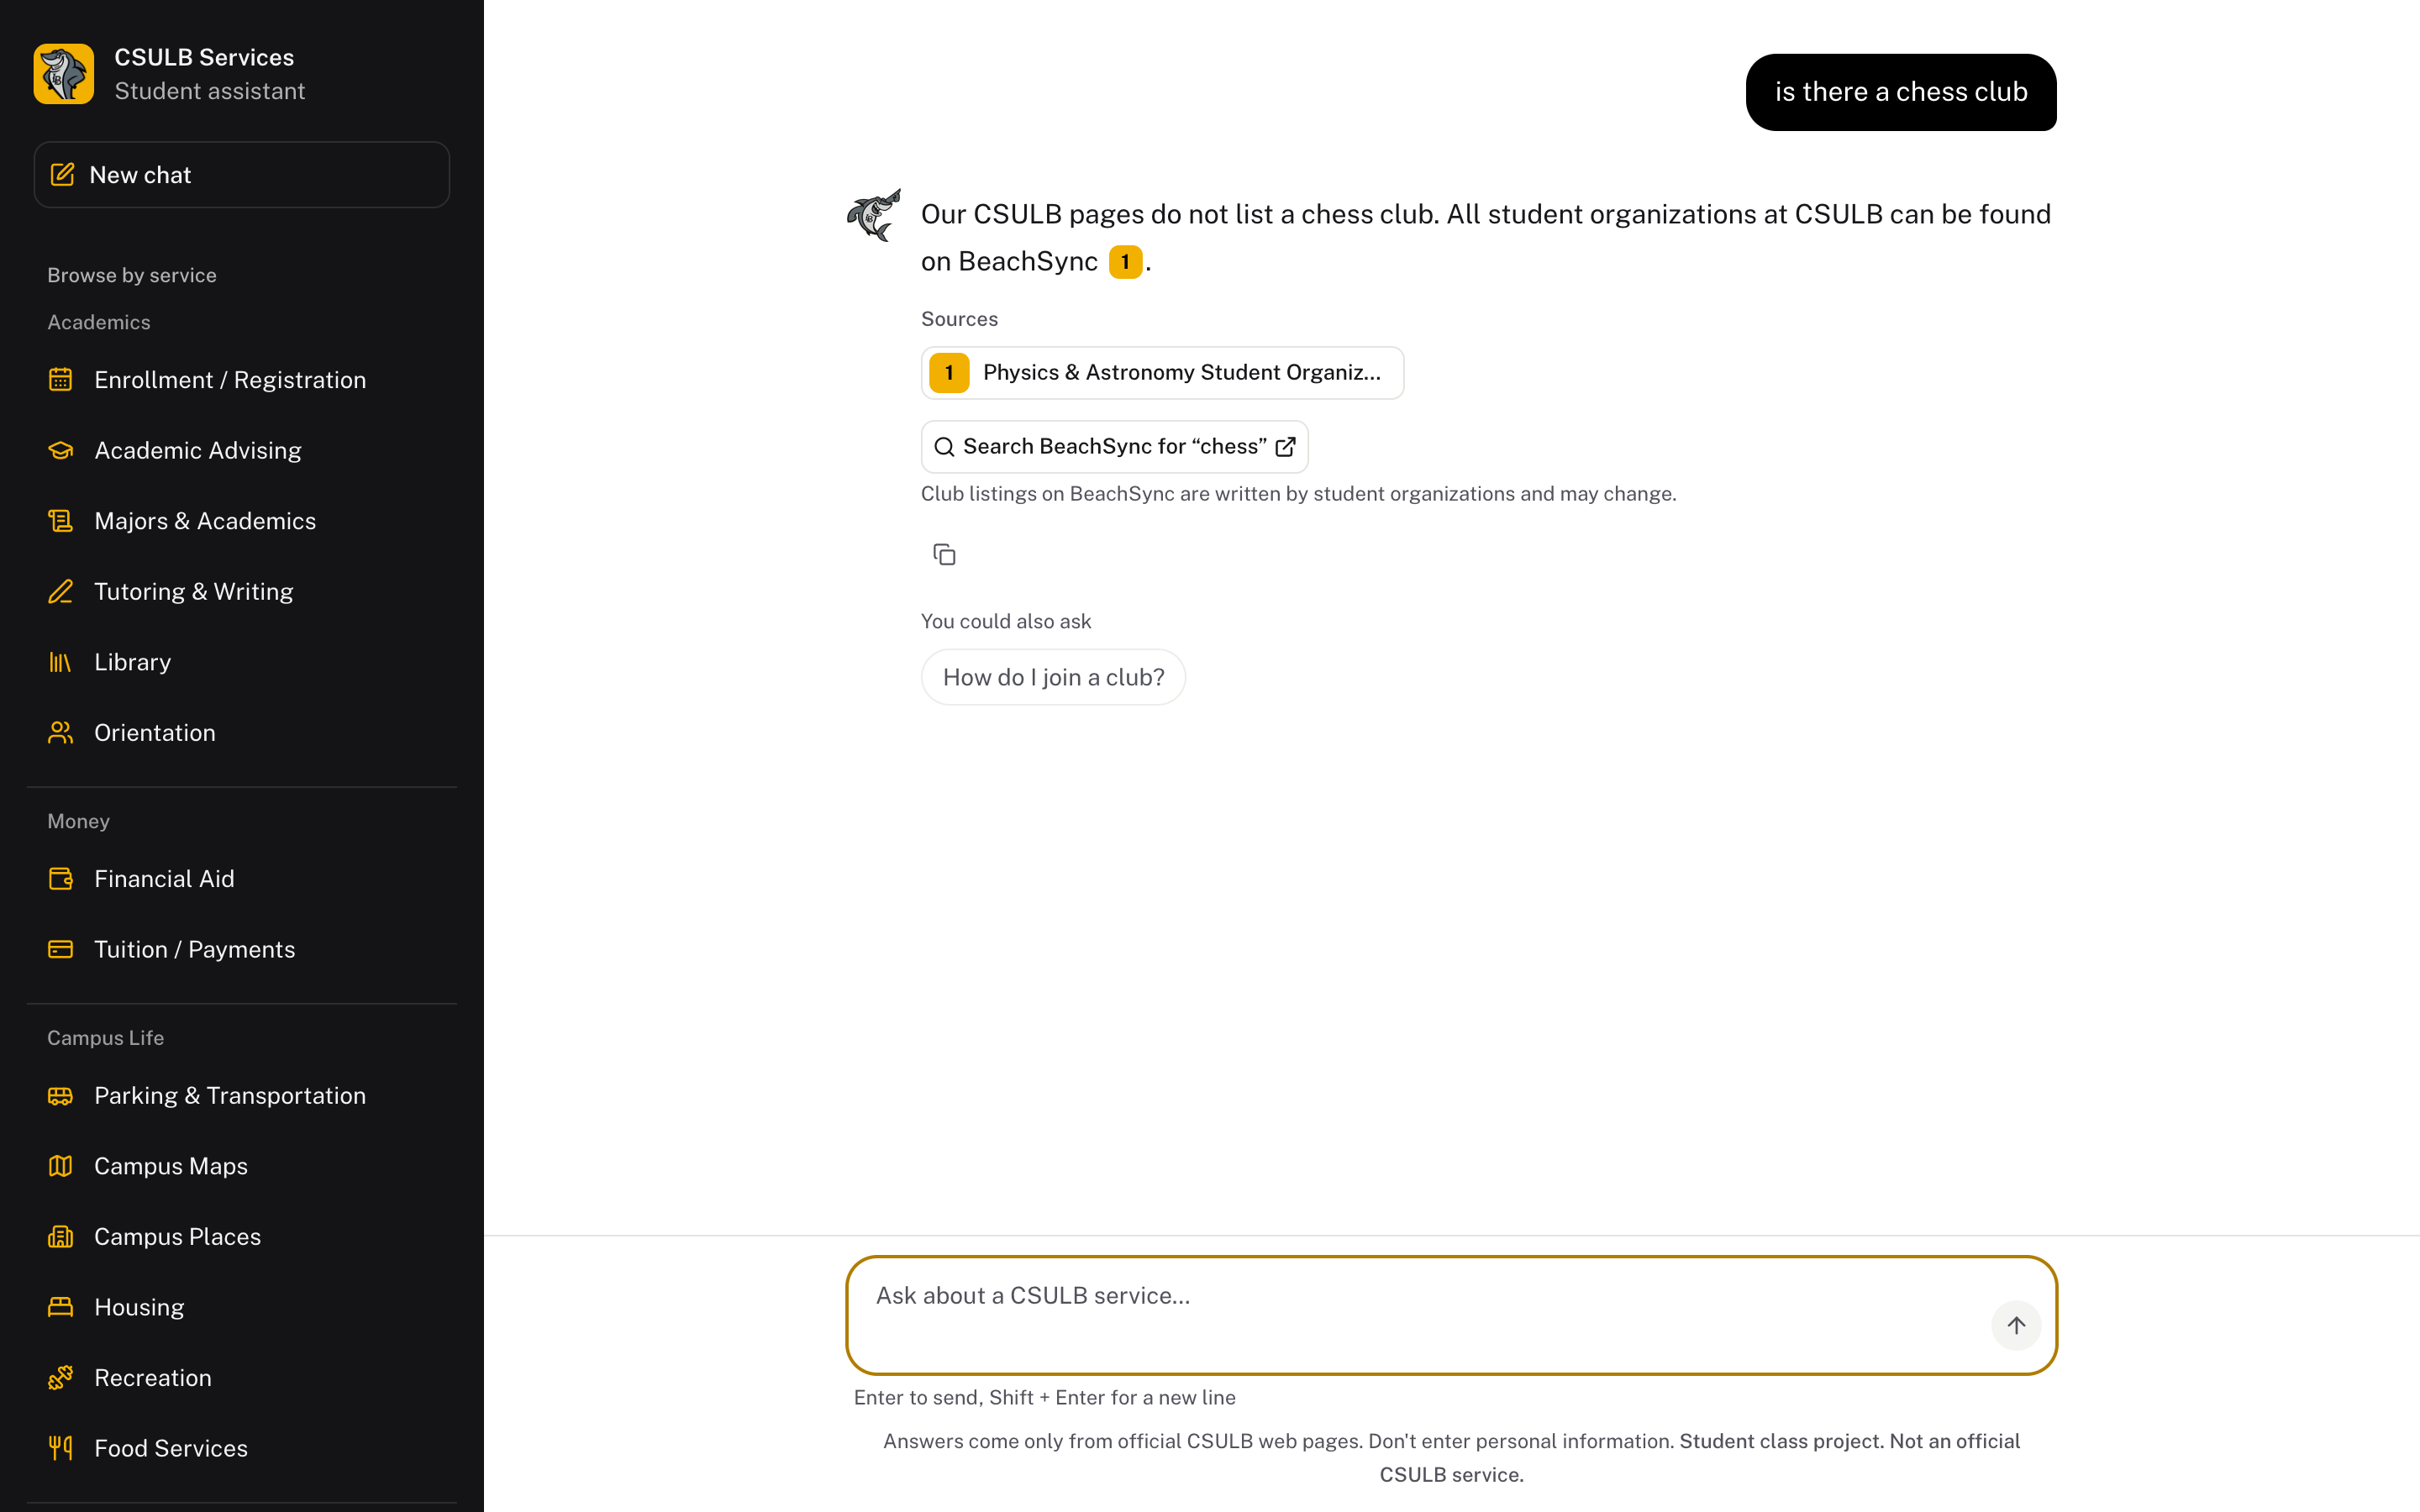 CSULB Services
Student assistant
New chat
Browse by service
Academics
Enrollment / Registration
Academic Advising
Majors & Academics
Tutoring & Writing
Library
Orientation
Money
Financial Aid
Tuition / Payments
Campus Life
Parking & Transportation
Campus Maps
Campus Places
Housing
Recreation
Food Services
is there a chess club
Our CSULB pages do not list a chess club. All student organizations at CSULB can be found
on BeachSync 1.
Sources
1 Physics & Astronomy Student Organiz...
Search BeachSync for “chess”
Club listings on BeachSync are written by student organizations and may change.
You could also ask
How do I join a club?
Ask about a CSULB service...
Enter to send, Shift + Enter for a new line
Answers come only from official CSULB web pages. Don't enter personal information. Student class project. Not an official
CSULB service.